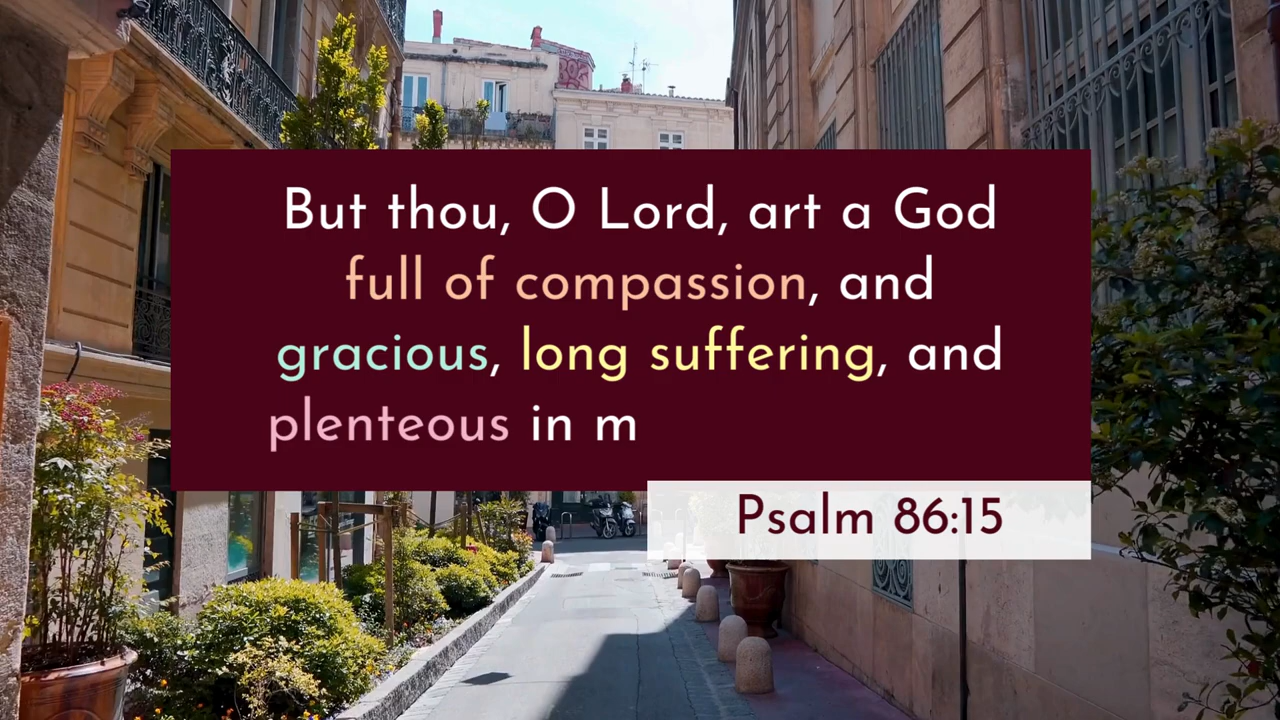 But thou, O Lord, art a God
full of compassion, and
gracious, long suffering, and
plenteous in m
Psalm 86:15